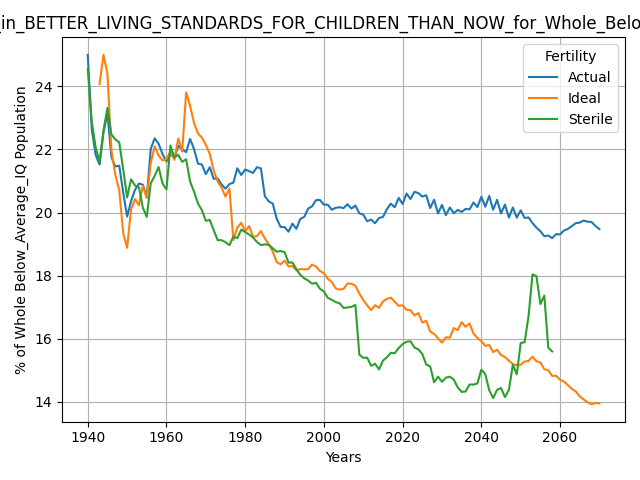 _in_BETTER_LIVING_STANDARDS_FOR_CHILDREN_THAN_NOW_for_Whole_Belo
Fertility
Actual
Ideal
Sterile
% of Whole Below_Average_IQ Population
24
22
20
18
16
14
1940
1960
1980
2000
2020
2040
2060
Years